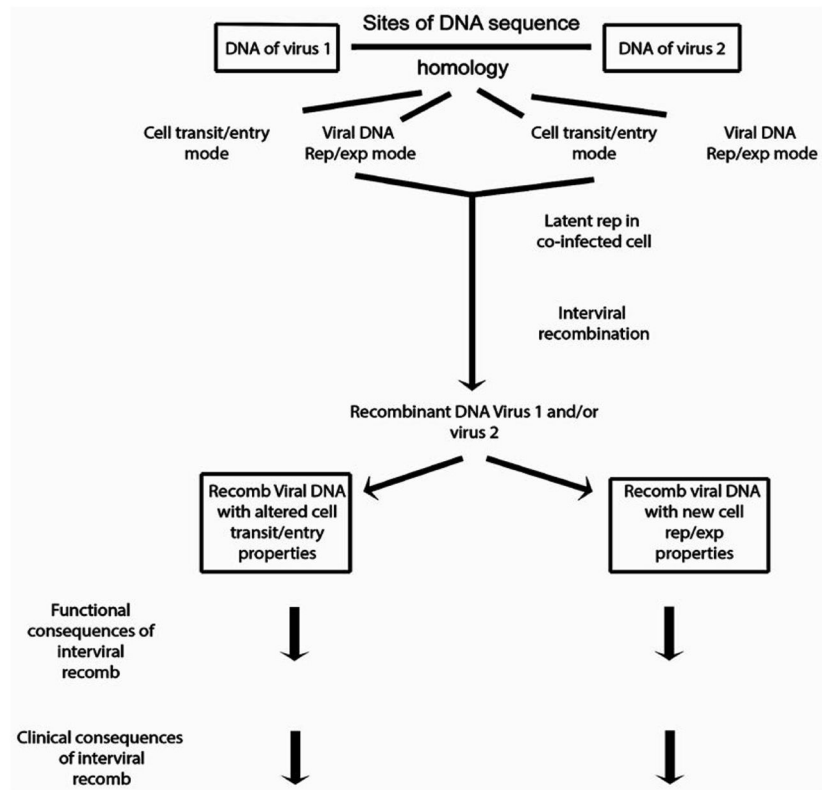 Sites of DNA sequence
DNA of virus 1
DNA of virus 2
homology
Cell transit/entry
mode
Viral DNA
Rep/exp mode
Cell transit/entry
mode
Viral DNA
Rep/exp mode
Latent rep in
co-infected cell
Interviral
recombination
Recombinant DNA Virus 1 and/or
virus 2
Recomb Viral DNA
with altered cell
transit/entry
properties
Recomb viral DNA
with new cell
rep/exp
properties
Functional
consequences of
interviral
recomb
Clinical consequences
of interviral
recomb